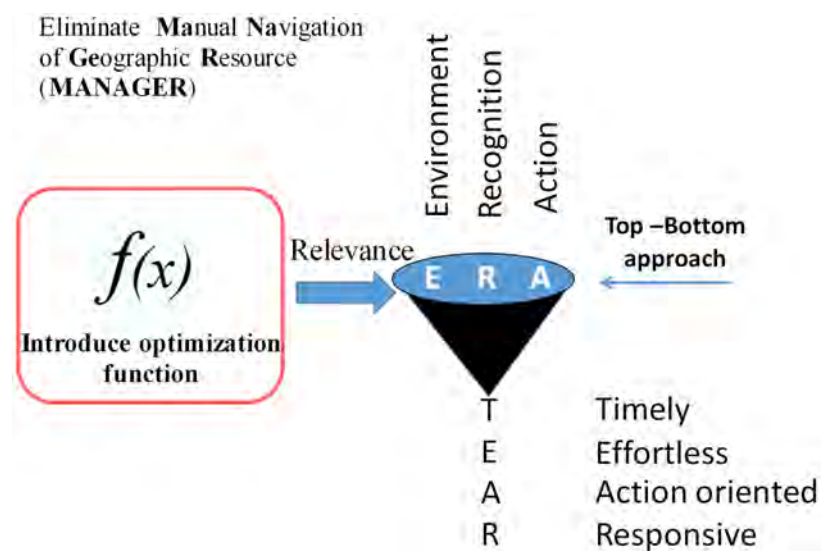 Eliminate Manual Navigation
of Geographic Resource
(MANAGER)
Environment
Recognition
Action
f(x)
Introduce optimization
function
Relevance
E R A
Top –Bottom
approach
T Timely
E Effortless
A Action oriented
R Responsive